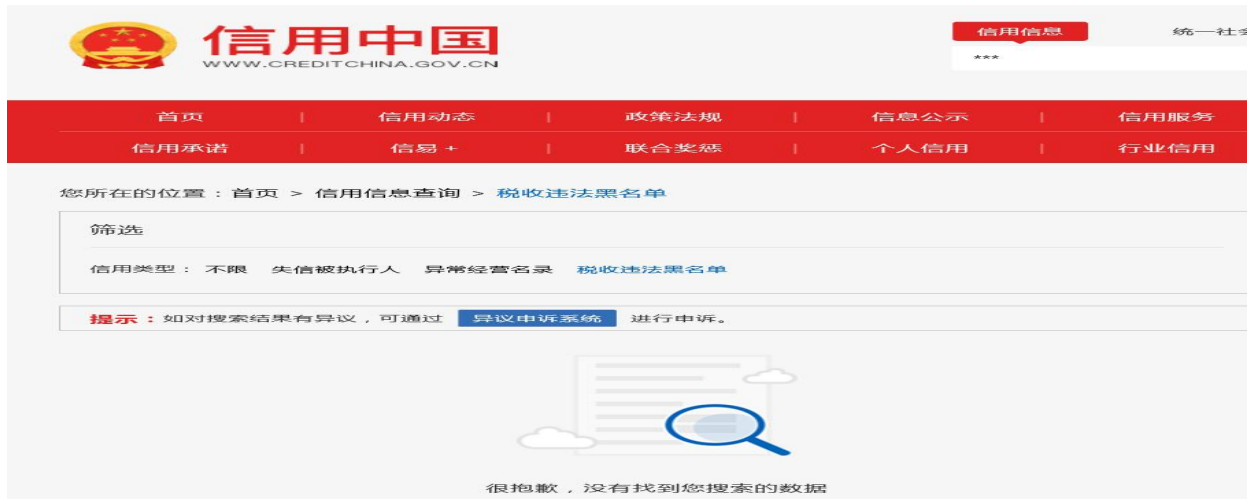 信用中国
WWW.CREDITCHINA.GOV.CN
信用信息 统一社会
***
首页 | 信用动态 | 政策法规 | 信息公示 | 信用服务
信用承诺 | 信易 + | 联合奖惩 | 个人信用 | 行业信用
您所在的位置：首页 > 信用信息查询 > 税收违法黑名单
筛选
信用类型： 不限 失信被执行人 异常经营名录 税收违法黑名单
提示：如对搜索结果有异议，可通过 异议申诉系统 进行申诉。
很抱歉，没有找到您搜索的数据